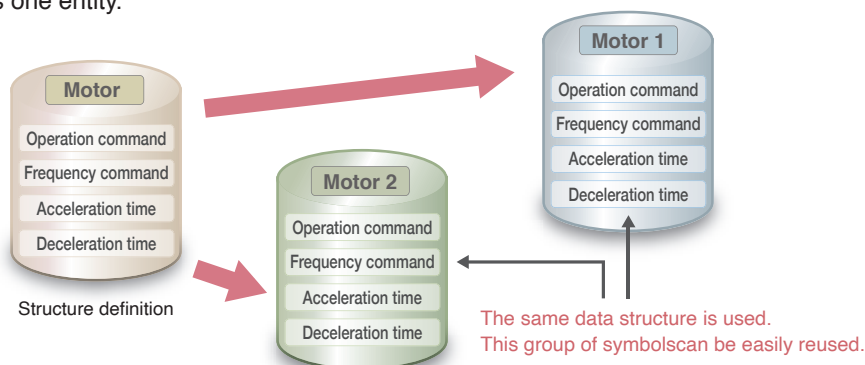 s one entity.
Motor
Operation command
Frequency command
Acceleration time
Deceleration time
Structure definition
Motor 1
Operation command
Frequency command
Acceleration time
Deceleration time
Motor 2
Operation command
Frequency command
Acceleration time
Deceleration time
The same data structure is used.
This group of symbolscan be easily reused.